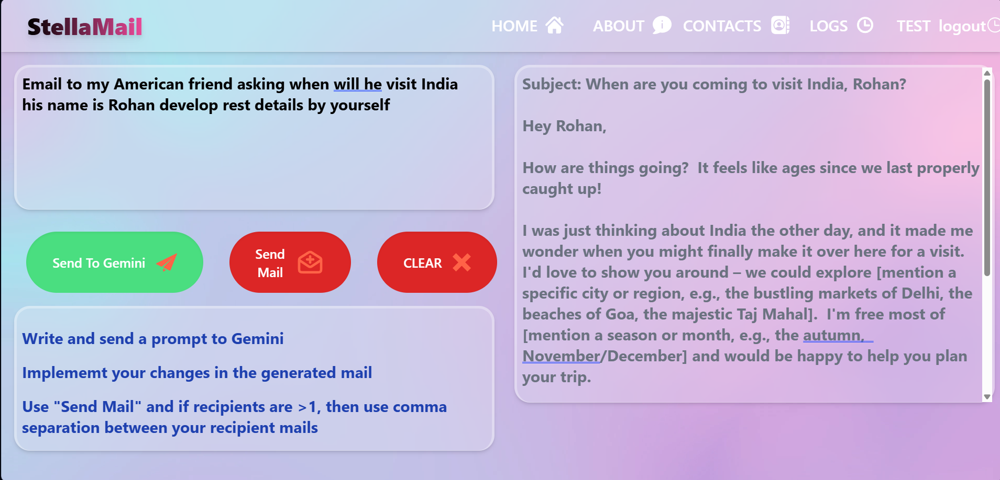 StellaMail
HOME
ABOUT
CONTACTS
LOGS
TEST
logout
Email to my American friend asking when will he visit India
his name is Rohan develop rest details by yourself
Send To Gemini
Send
Mail
CLEAR
Write and send a prompt to Gemini
Implememt your changes in the generated mail
Use "Send Mail" and if recipients are >1, then use comma
separation between your recipient mails
Subject: When are you coming to visit India, Rohan?
Hey Rohan,
How are things going?  It feels like ages since we last properly
caught up!
I was just thinking about India the other day, and it made me
wonder when you might finally make it over here for a visit.
I'd love to show you around – we could explore [mention a
specific city or region, e.g., the bustling markets of Delhi, the
beaches of Goa, the majestic Taj Mahal].  I'm free most of
[mention a season or month, e.g., the autumn,
November/December] and would be happy to help you plan
your trip.